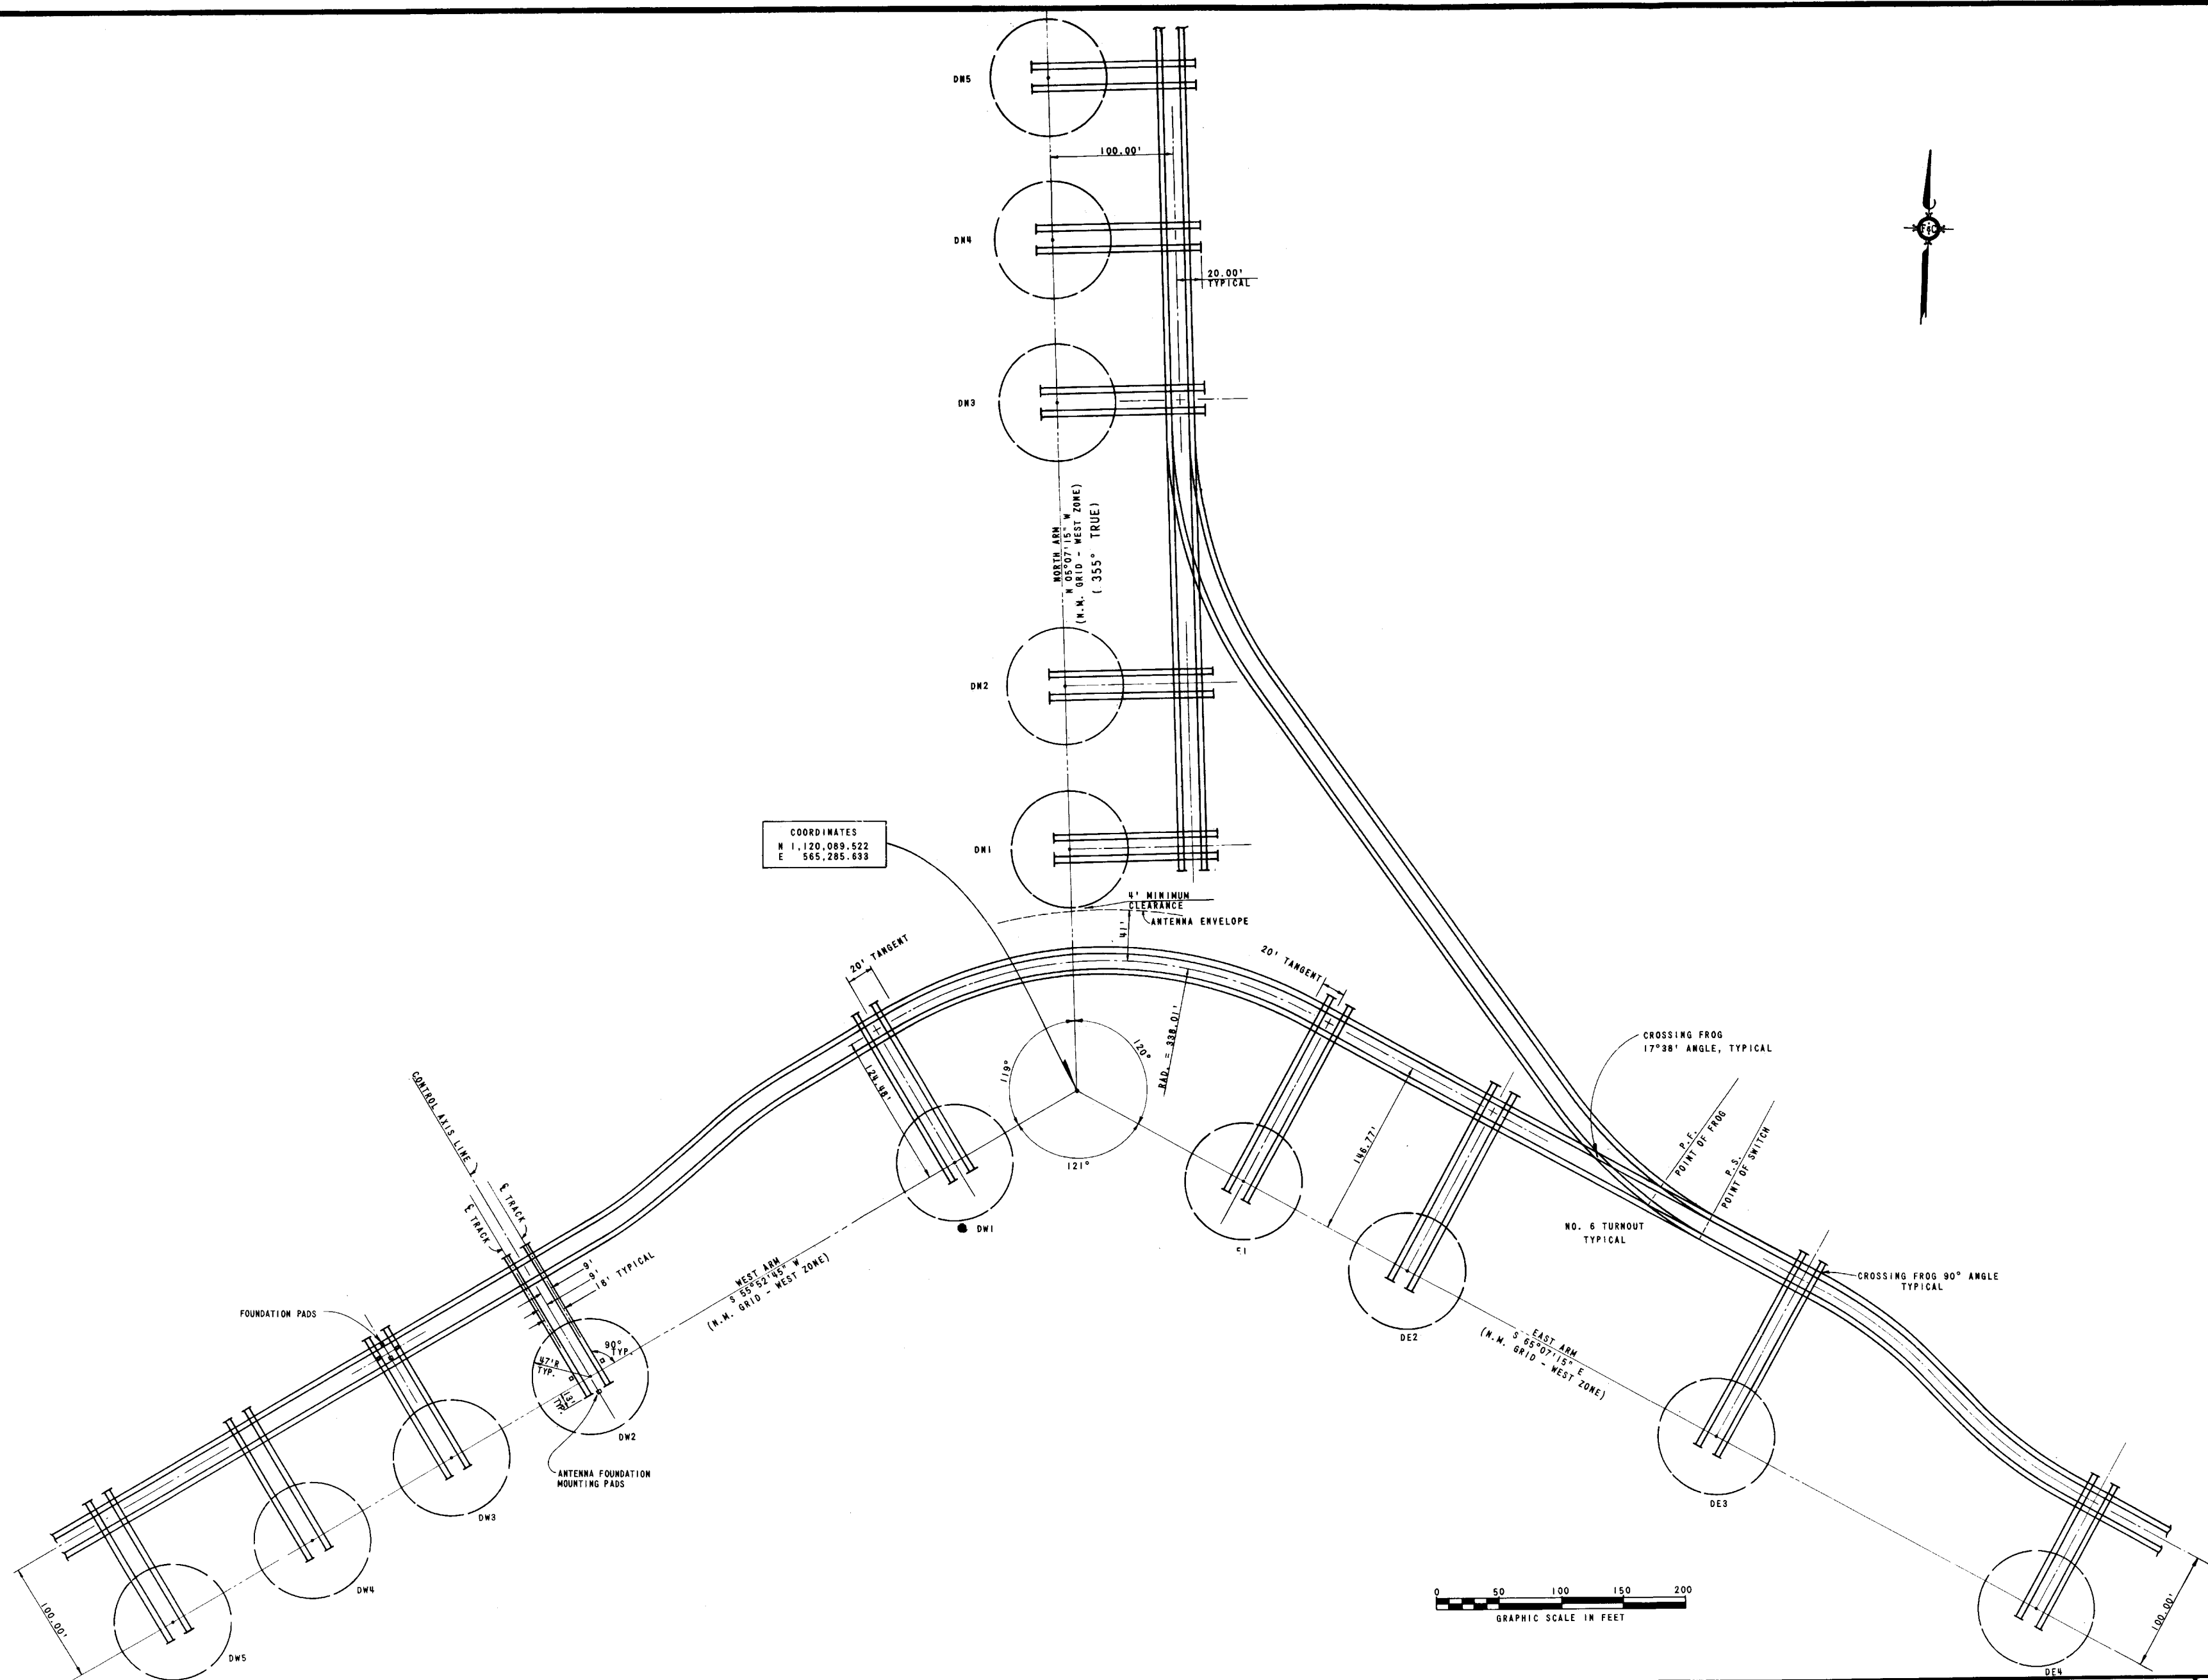 DN5
100.00'
DN4
20.00'
TYPICAL
DN3
NORTH ARM
N 05°07'15" W
(N.M. GRID - WEST ZONE)
(355° TRUE)
DN2
COORDINATES
N 1,120,089.522
E 565,285.633
DN1
4' MINIMUM
CLEARANCE
ANTENNA ENVELOPE
41'
20' TANGENT
20' TANGENT
RAD. = 338.01'
CROSSING FROG
17°38' ANGLE, TYPICAL
120°
119°
121°
124.48'
146.77'
CONTROL AXIS LINE
℄ TRACK
℄ TRACK
P.F.
POINT OF FROG
P.S.
POINT OF SWITCH
DW1
E1
NO. 6 TURNOUT
TYPICAL
9'
9'
18' TYPICAL
WEST ARM
S 55°52'45" W
(N.M. GRID - WEST ZONE)
CROSSING FROG 90° ANGLE
TYPICAL
FOUNDATION PADS
DE2
EAST ARM
S 65°07'15" E
(N.M. GRID - WEST ZONE)
90°
TYP.
47'R
TYP.
13'
TYP.
DW2
ANTENNA FOUNDATION
MOUNTING PADS
DE3
DW3
DW4
0 50 100 150 200
GRAPHIC SCALE IN FEET
100.00'
100.00'
DW5
DE4